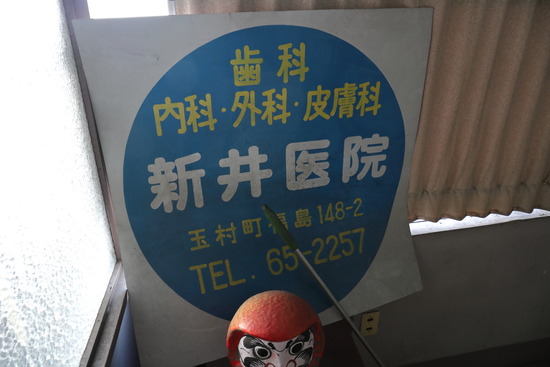 歯科
内科・外科・皮膚科
新井医院
玉村町福島148-2
TEL. 65-2257